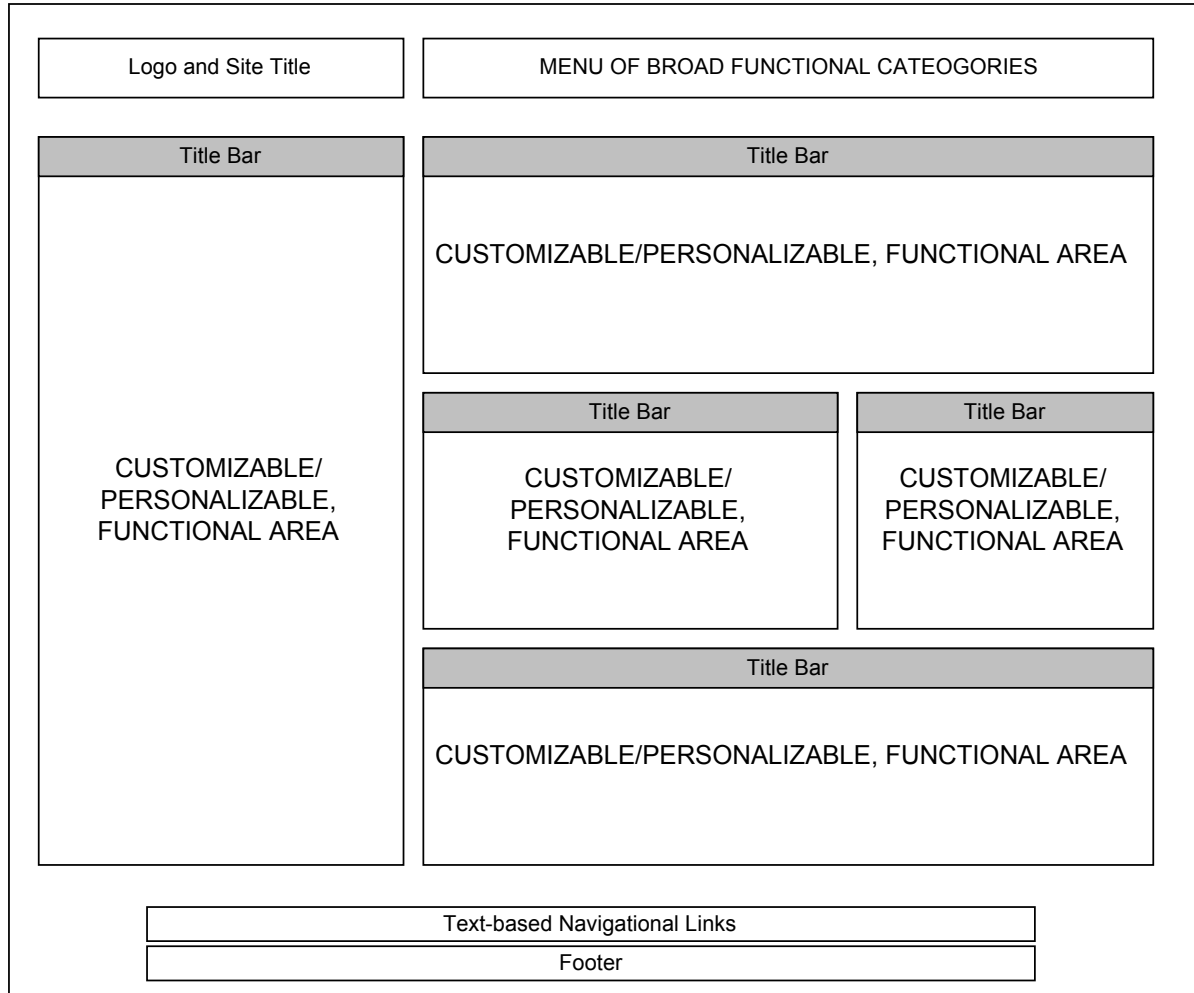 Logo and Site Title
MENU OF BROAD FUNCTIONAL CATEOGORIES
Title Bar
CUSTOMIZABLE/
PERSONALIZABLE,
FUNCTIONAL AREA
Title Bar
CUSTOMIZABLE/PERSONALIZABLE, FUNCTIONAL AREA
Title Bar
CUSTOMIZABLE/
PERSONALIZABLE,
FUNCTIONAL AREA
Title Bar
CUSTOMIZABLE/
PERSONALIZABLE,
FUNCTIONAL AREA
Title Bar
CUSTOMIZABLE/PERSONALIZABLE, FUNCTIONAL AREA
Text-based Navigational Links
Footer